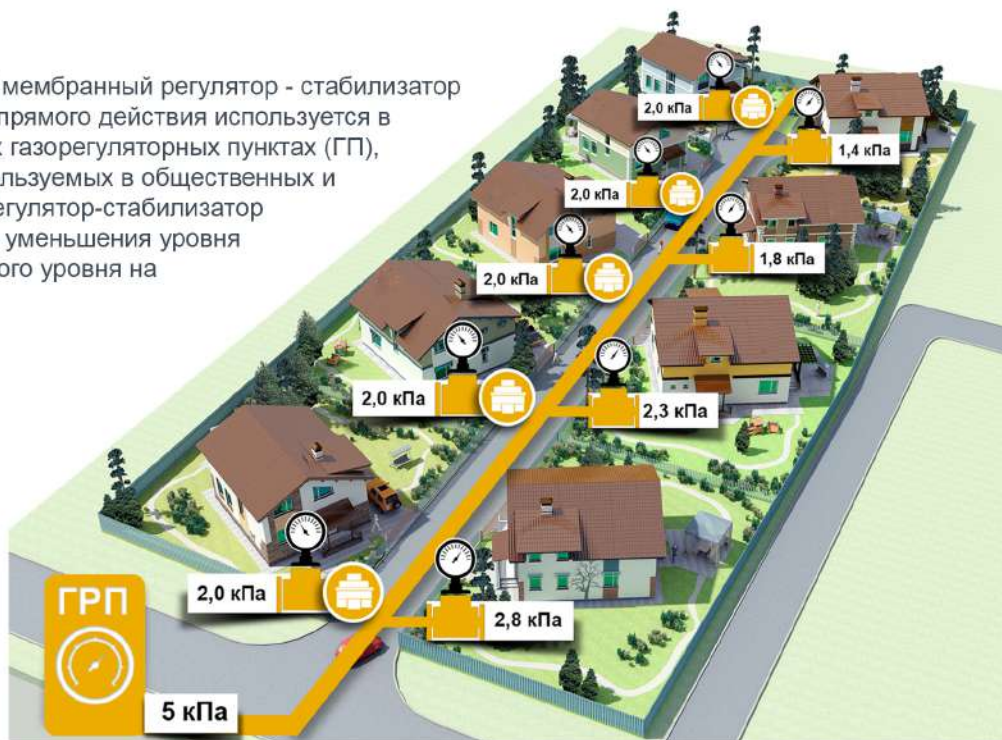 мембранный регулятор - стабилизатор
прямого действия используется в
х газорегуляторных пунктах (ГП),
льзуемых в общественных и
егулятор-стабилизатор
уменьшения уровня
ого уровня на
2,0 кПа
1,4 кПа
2,0 кПа
1,8 кПа
2,0 кПа
2,0 кПа
2,3 кПа
2,0 кПа
2,8 кПа
ГРП
5 кПа